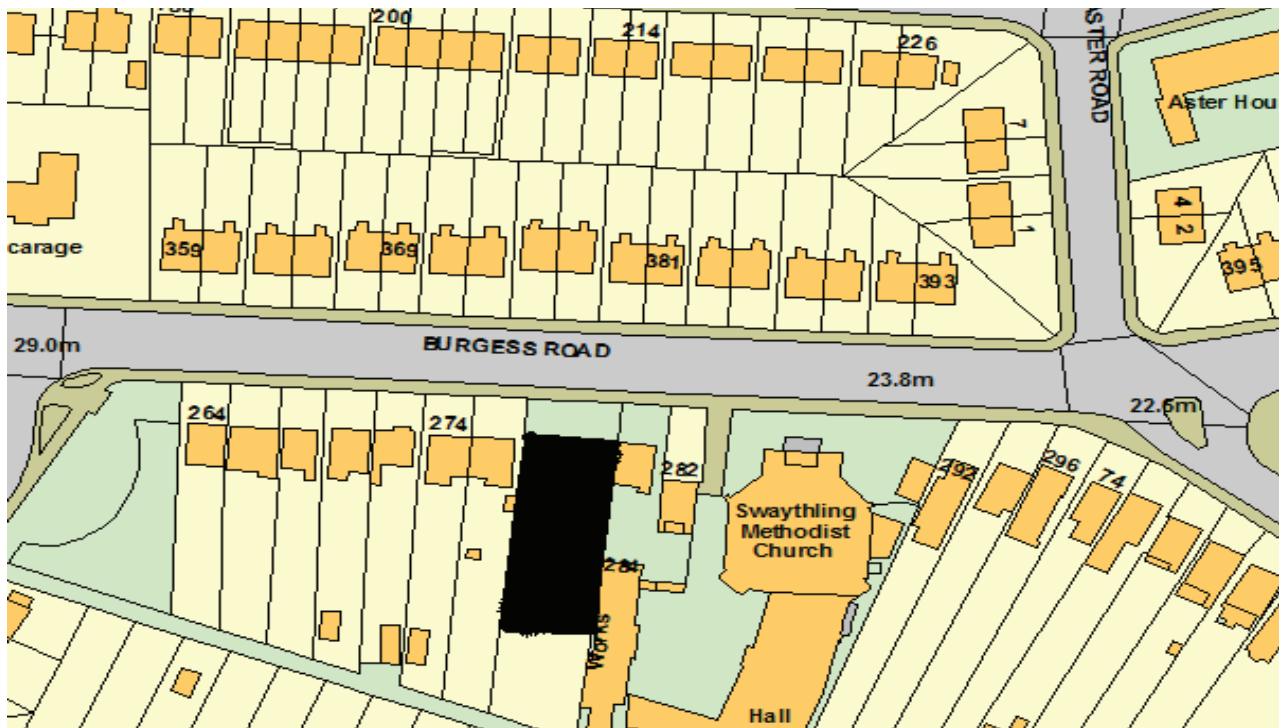 200
214
226
ASTER ROAD
Aster Hou
7
1
4
2
carage
359
369
381
393
395
29.0m
BURGESS ROAD
23.8m
22.6m
264
274
282
292
296
74
Swaythling
Methodist
Church
284
Works
Hall